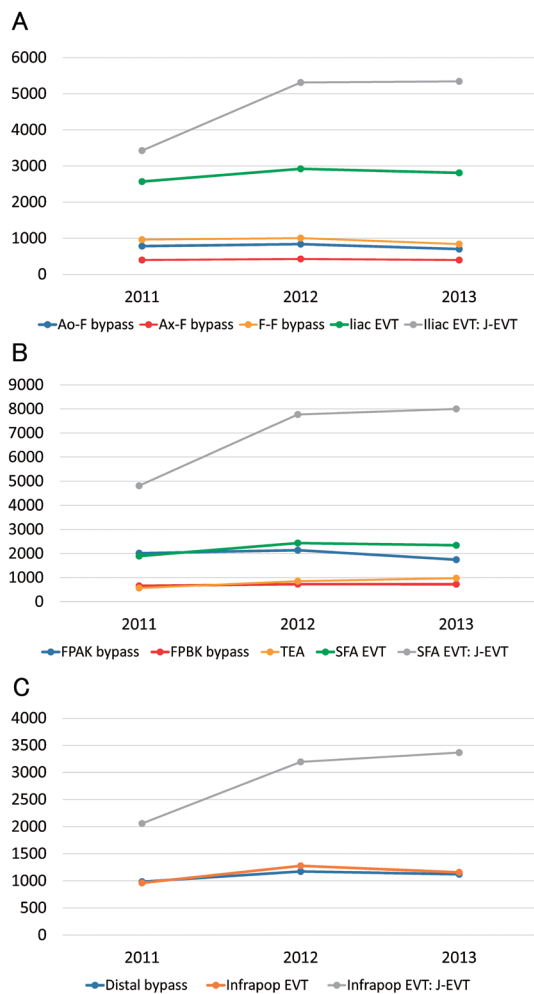 A
6000
5000
4000
3000
2000
1000
0
2011 2012 2013
Ao-F bypass Ax-F bypass F-F bypass liac EVT Iliac EVT: J-EVT
B
9000
8000
7000
6000
5000
4000
3000
2000
1000
0
2011 2012 2013
FPAK bypass FPBK bypass TEA SFA EVT SFA EVT: J-EVT
C
4000
3500
3000
2500
2000
1500
1000
500
0
2011 2012 2013
Distal bypass Infrapop EVT Infrapop EVT: J-EVT